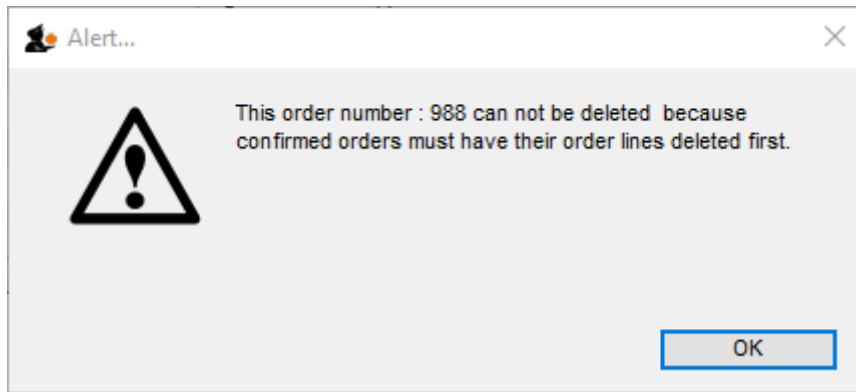 Alert...
This order number : 988 can not be deleted  because
confirmed orders must have their order lines deleted first.
OK